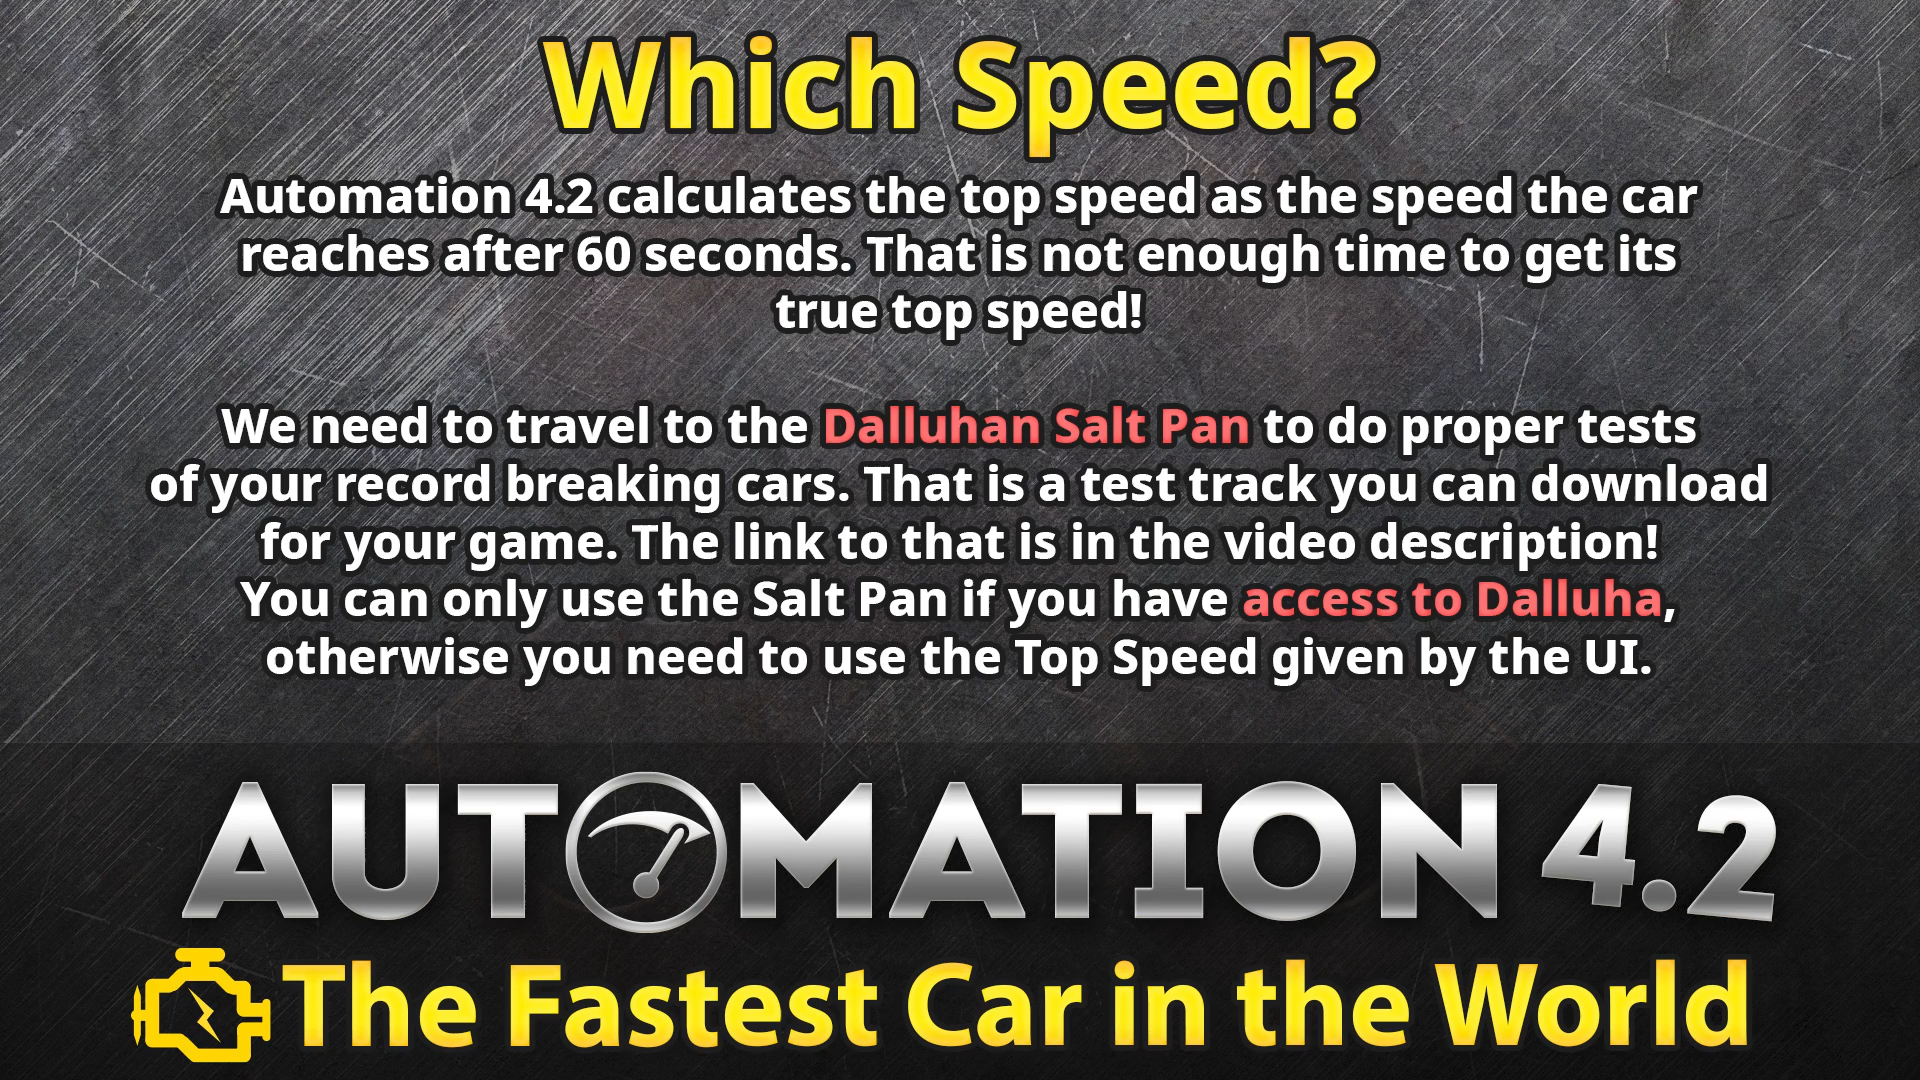 Which Speed?
Automation 4.2 calculates the top speed as the speed the car
reaches after 60 seconds. That is not enough time to get its
true top speed!
We need to travel to the Dalluhan Salt Pan to do proper tests
of your record breaking cars. That is a test track you can download
for your game. The link to that is in the video description!
You can only use the Salt Pan if you have access to Dalluha,
otherwise you need to use the Top Speed given by the UI.
AUTOMATION 4.2
The Fastest Car in the World